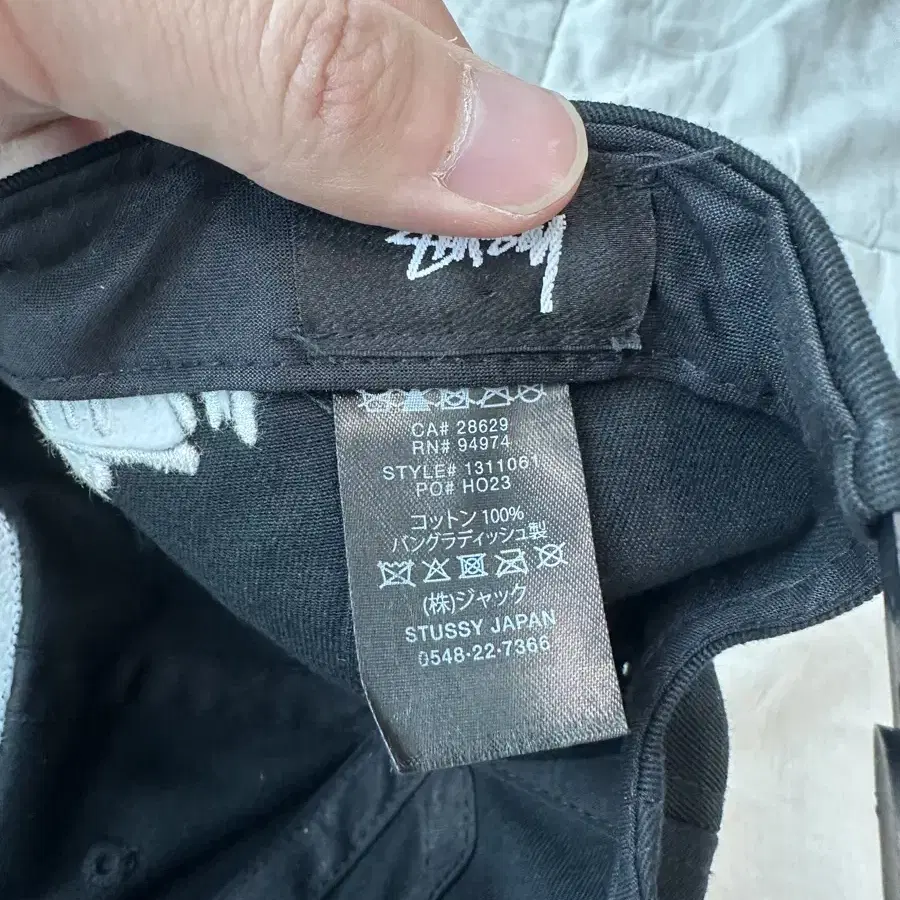 Stüssy
CA# 28629
RN# 94974
STYLE# 1311061
PO# HO23
コットン 100%
バングラディッシュ製
(株)ジャック
STUSSY JAPAN
0548-22-7366